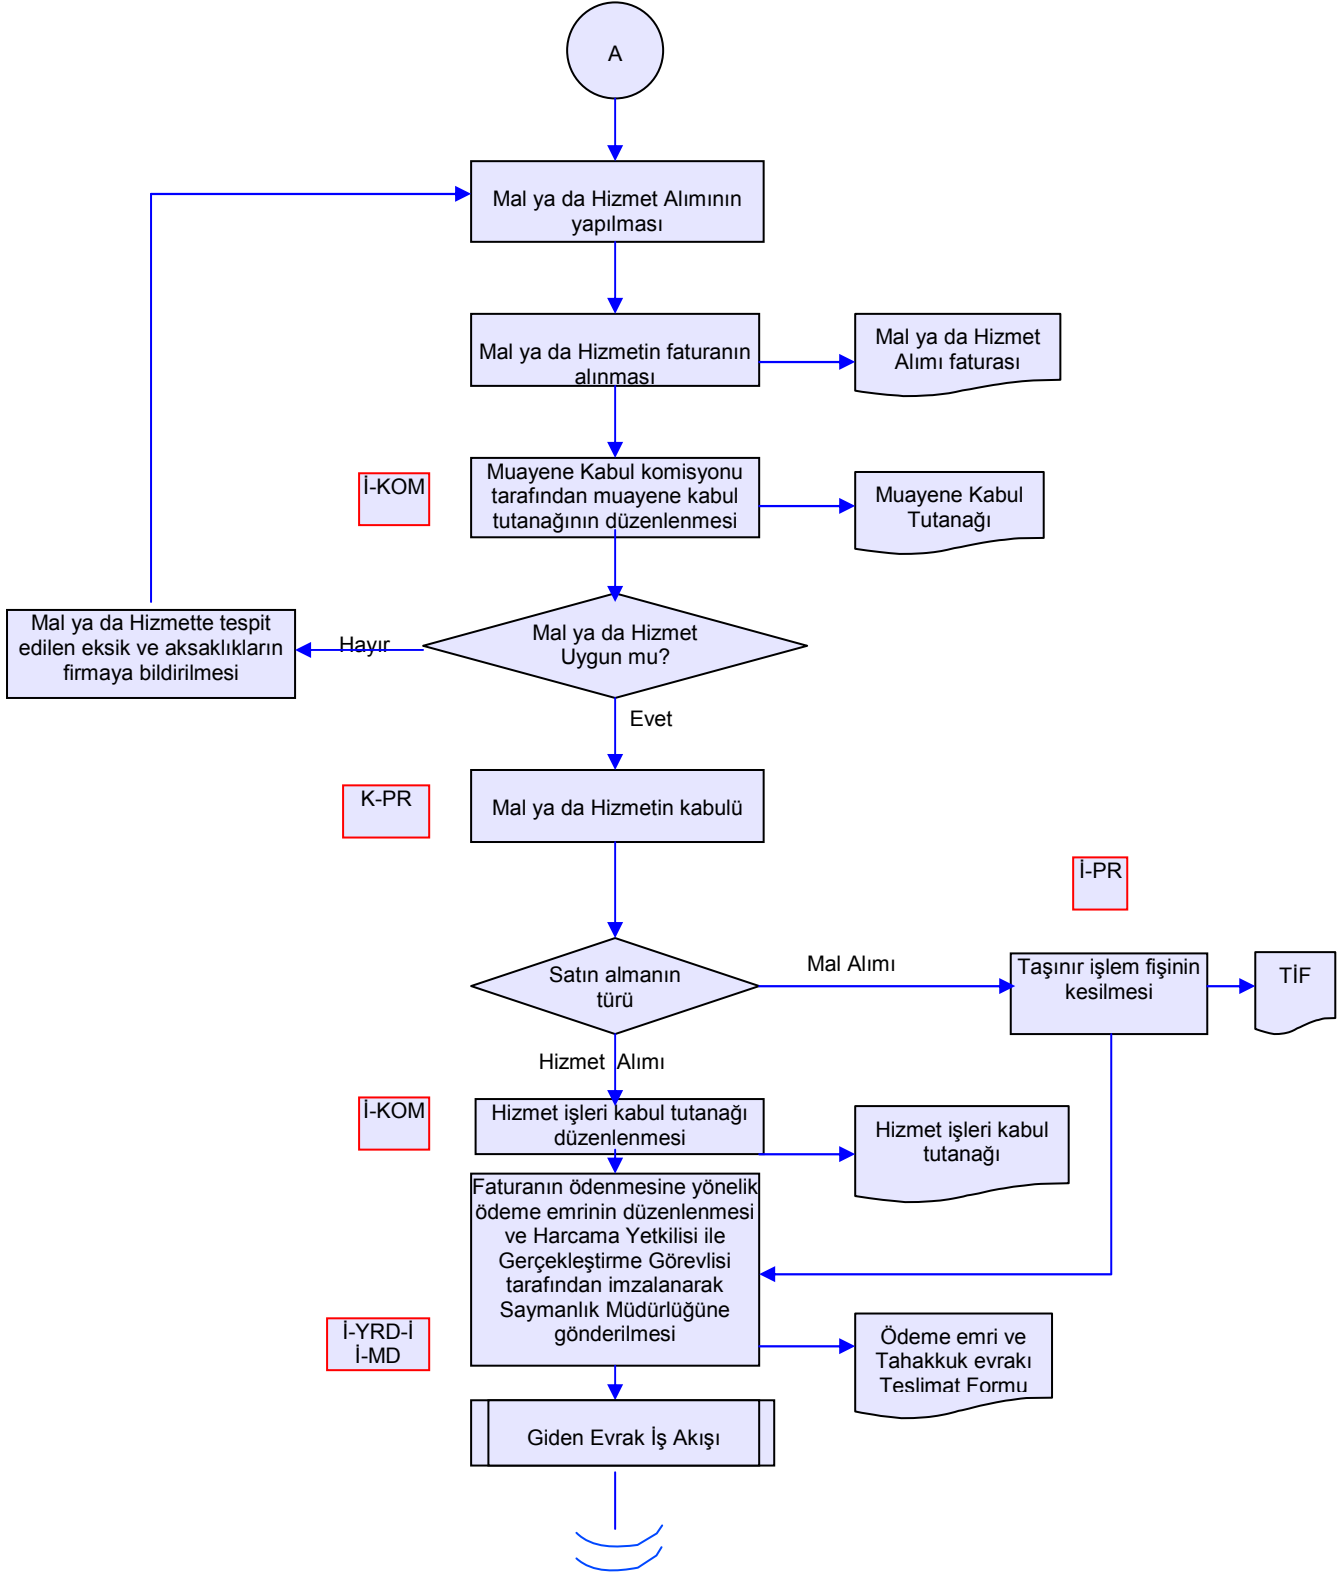 A
Mal ya da Hizmet Alımının
yapılması
Mal ya da Hizmetin faturanın
alınması
Mal ya da Hizmet
Alımı faturası
İ-KOM
Muayene Kabul komisyonu
tarafından muayene kabul
tutanağının düzenlenmesi
Muayene Kabul
Tutanağı
Mal ya da Hizmette tespit
edilen eksik ve aksaklıkların
firmaya bildirilmesi
Hayır
Mal ya da Hizmet
Uygun mu?
Evet
K-PR
Mal ya da Hizmetin kabulü
İ-PR
Satın almanın
türü
Mal Alımı
Taşınır işlem fişinin
kesilmesi
TİF
Hizmet Alımı
İ-KOM
Hizmet işleri kabul tutanağı
düzenlenmesi
Hizmet işleri kabul
tutanağı
Faturanın ödenmesine yönelik
ödeme emrinin düzenlenmesi
ve Harcama Yetkilisi ile
Gerçekleştirme Görevlisi
tarafından imzalanarak
Saymanlık Müdürlüğüne
gönderilmesi
İ-YRD-İ
İ-MD
Ödeme emri ve
Tahakkuk evrakı
Teslimat Formu
Giden Evrak İş Akışı